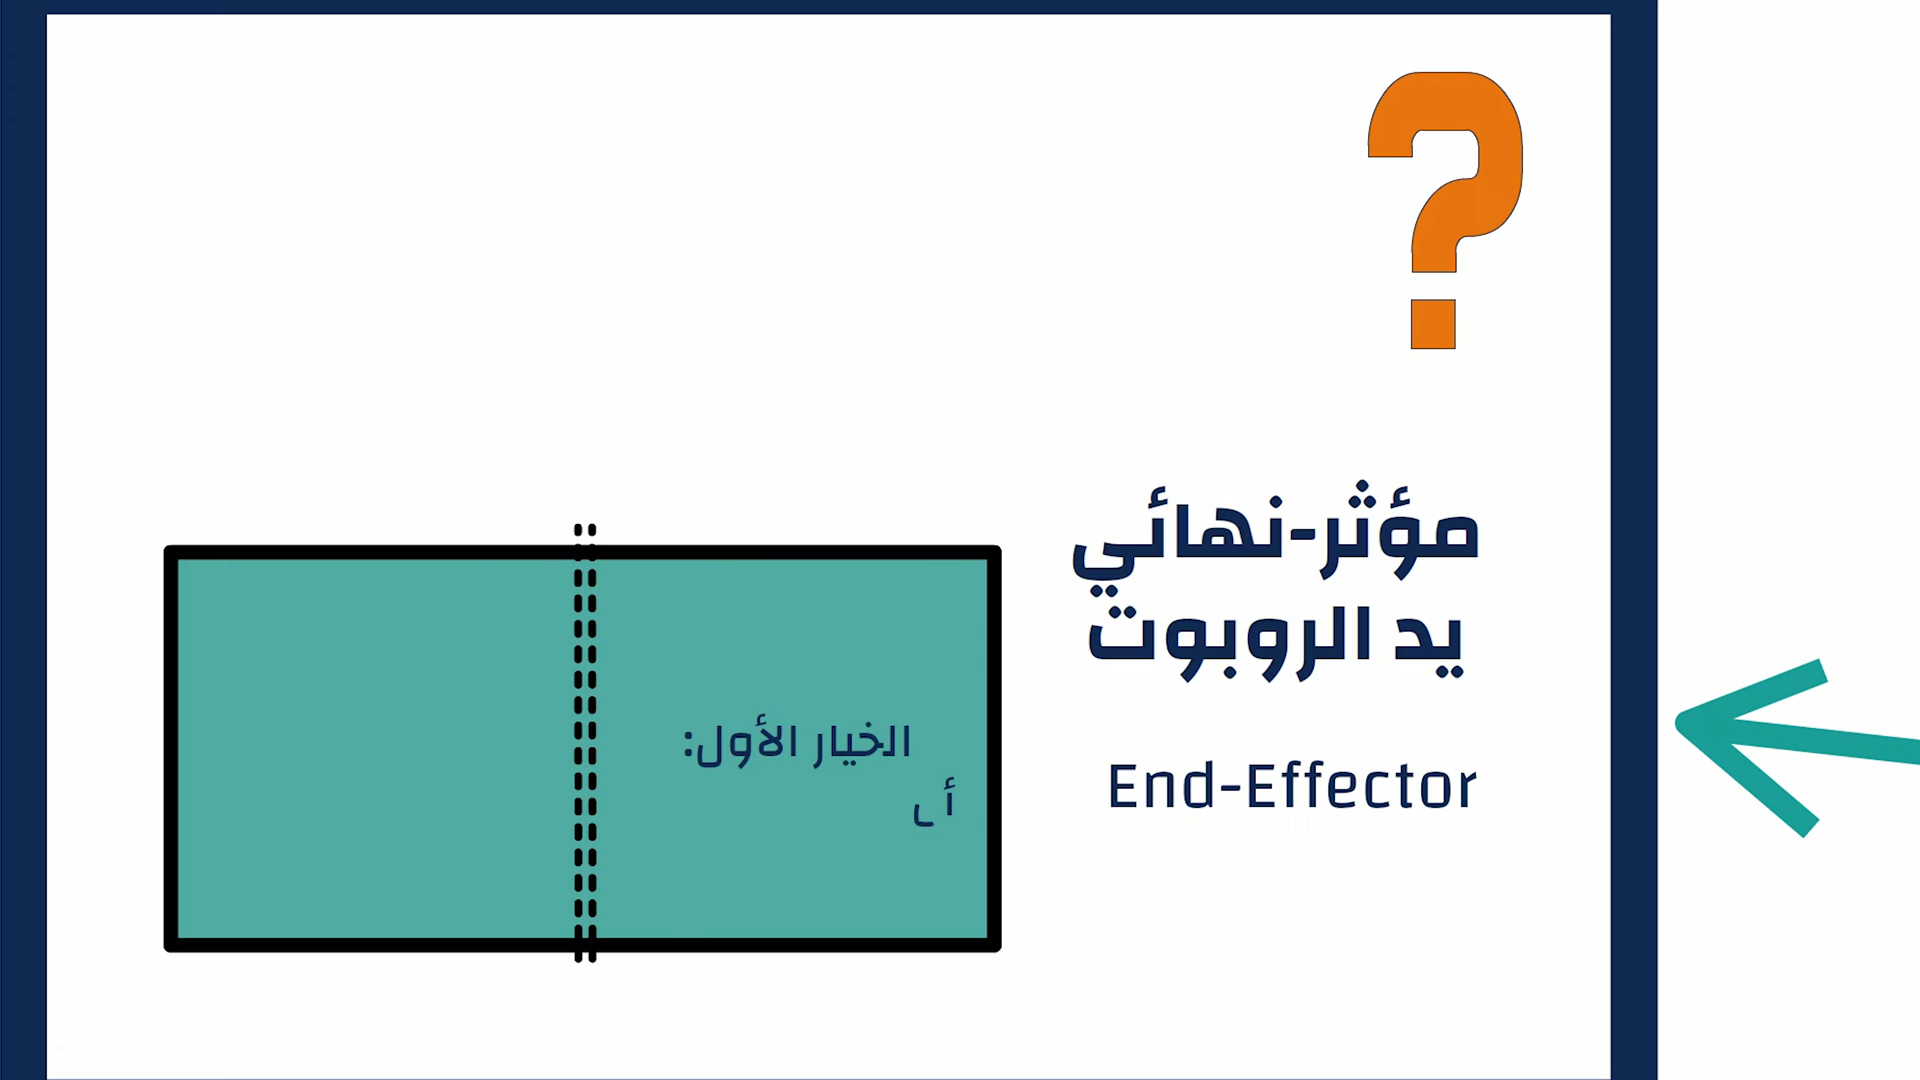 ?
مؤثر-نهائي
يد الروبوت
End-Effector
الخيار الأول:
أ